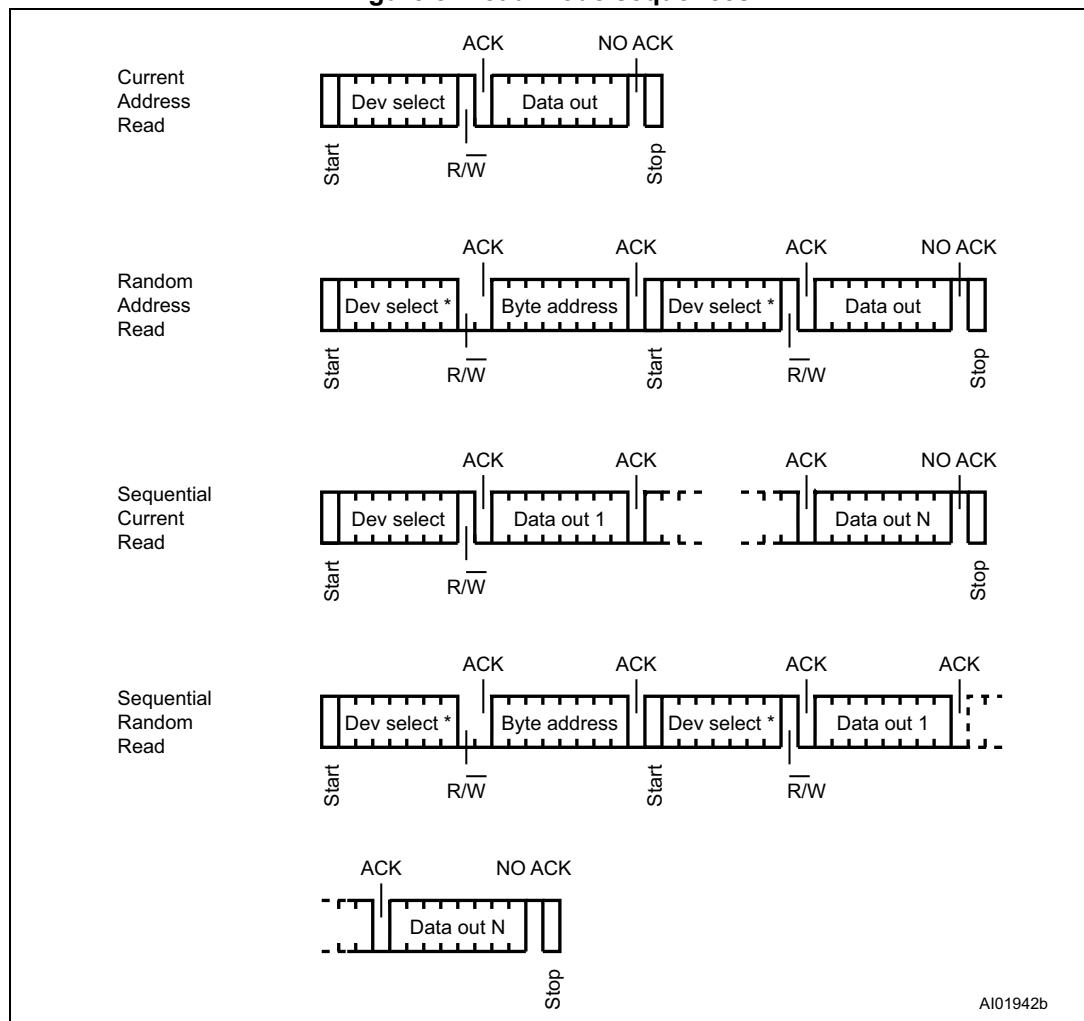 ACK NO ACK
Current
Address
Read
Dev select Data out
Start R/W Stop
ACK ACK ACK NO ACK
Random
Address
Read
Dev select * Byte address Dev select * Data out
Start R/W Start R/W Stop
ACK ACK ACK NO ACK
Sequential
Current
Read
Dev select Data out 1 Data out N
Start R/W Stop
ACK ACK ACK ACK
Sequential
Random
Read
Dev select * Byte address Dev select * Data out 1
Start R/W Start R/W
ACK NO ACK
Data out N
Stop
AI01942b